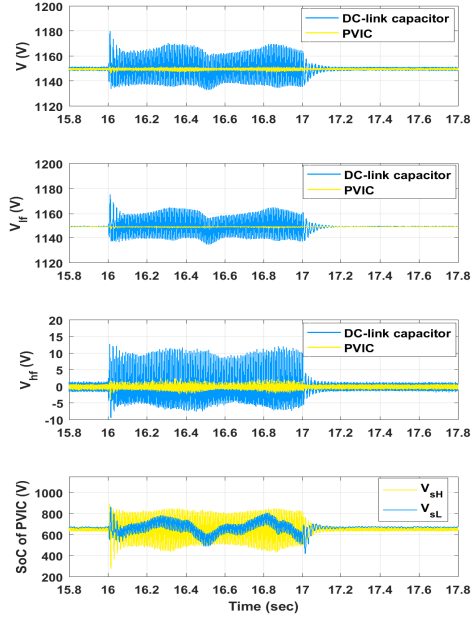 1200
1180
1160
1140
1120
V (V)
DC-link capacitor
PVIC
15.8 16 16.2 16.4 16.6 16.8 17 17.2 17.4 17.6 17.8
1200
1180
1160
1140
1120
V_lf (V)
DC-link capacitor
PVIC
15.8 16 16.2 16.4 16.6 16.8 17 17.2 17.4 17.6 17.8
20
15
10
5
0
-5
-10
V_hf (V)
DC-link capacitor
PVIC
15.8 16 16.2 16.4 16.6 16.8 17 17.2 17.4 17.6 17.8
1000
800
600
400
200
SoC of PVIC (V)
V_sH
V_sL
15.8 16 16.2 16.4 16.6 16.8 17 17.2 17.4 17.6 17.8
Time (sec)